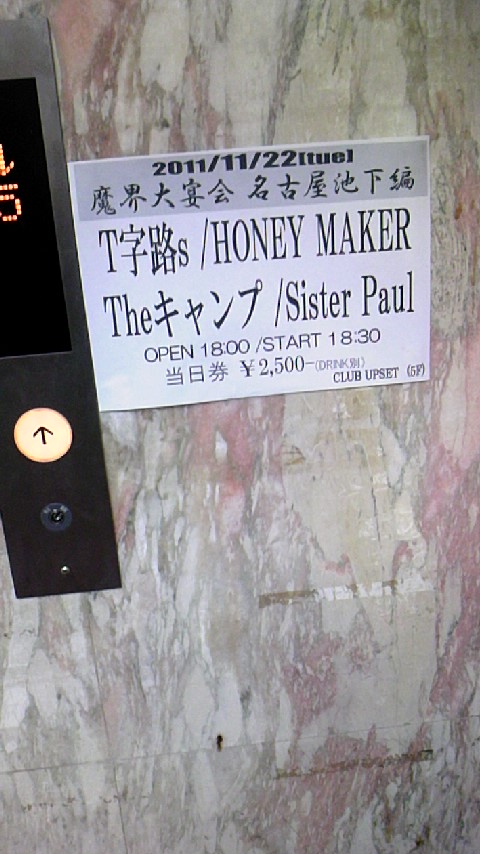 2011/11/22[tue]
魔界大宴会 名古屋池下編
T字路s /HONEY MAKER
Theキャンプ /Sister Paul
OPEN 18:00 /START 18:30
当日券 ￥2,500-(DRINK別)
CLUB UPSET (5F)
5